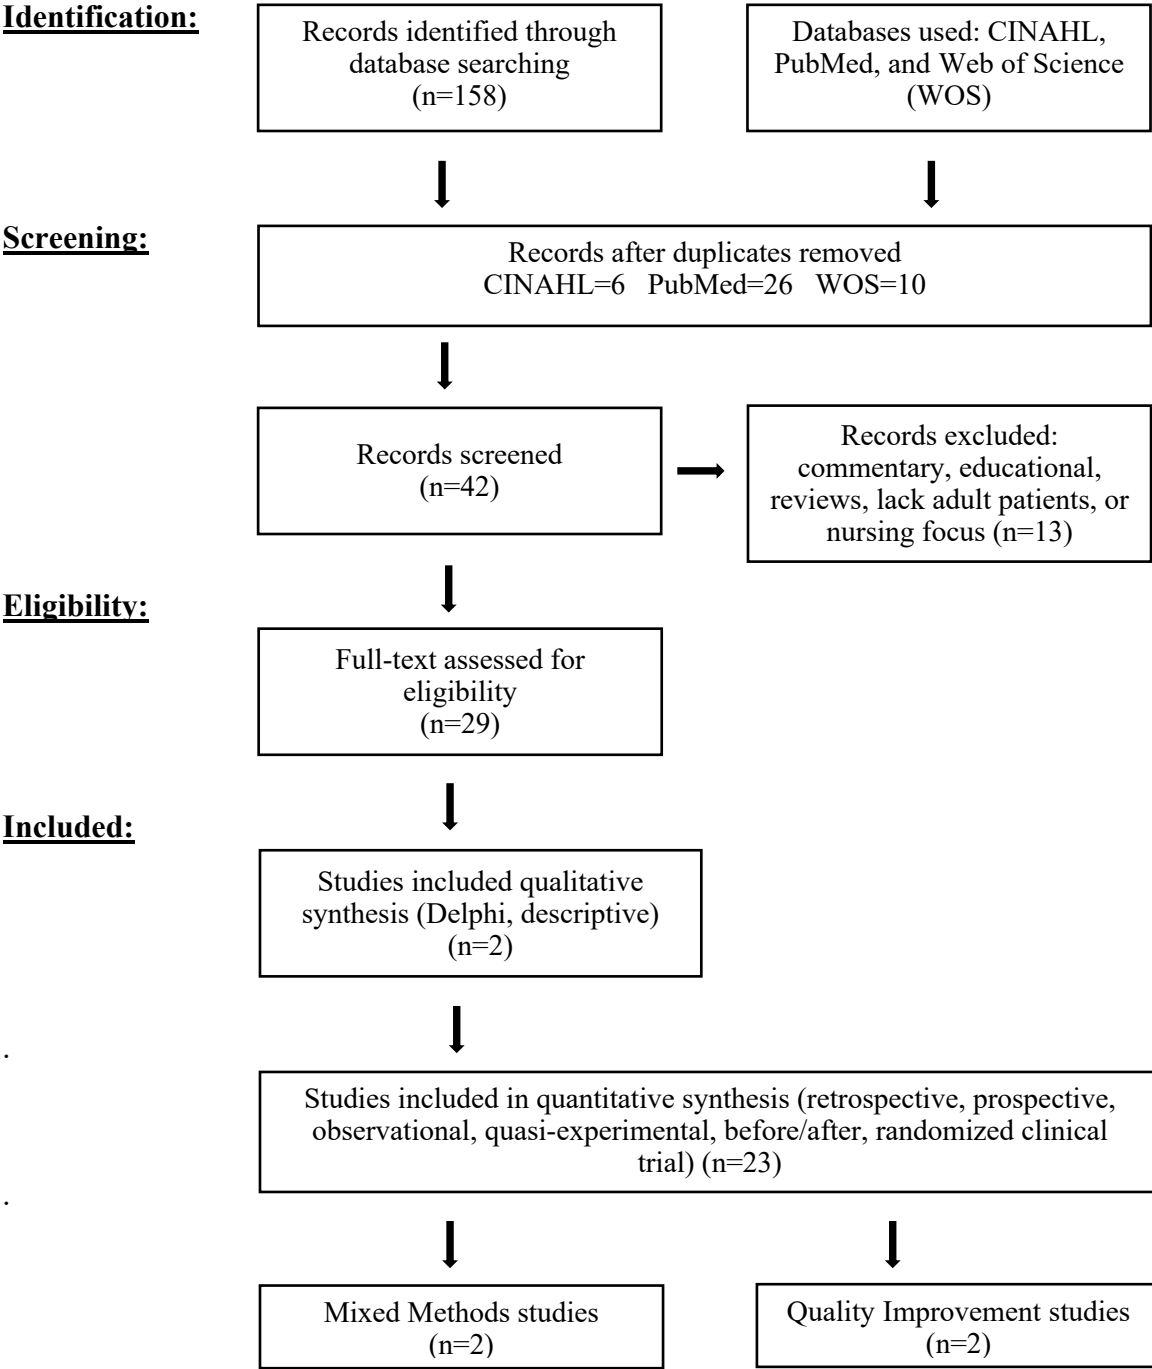 Identification:
Records identified through
database searching
(n=158)
Databases used: CINAHL,
PubMed, and Web of Science
(WOS)
Screening:
Records after duplicates removed
CINAHL=6 PubMed=26 WOS=10
Records screened
(n=42)
Records excluded:
commentary, educational,
reviews, lack adult patients, or
nursing focus (n=13)
Eligibility:
Full-text assessed for
eligibility
(n=29)
Included:
Studies included qualitative
synthesis (Delphi, descriptive)
(n=2)
.
Studies included in quantitative synthesis (retrospective, prospective,
observational, quasi-experimental, before/after, randomized clinical
trial) (n=23)
.
Mixed Methods studies
(n=2)
Quality Improvement studies
(n=2)